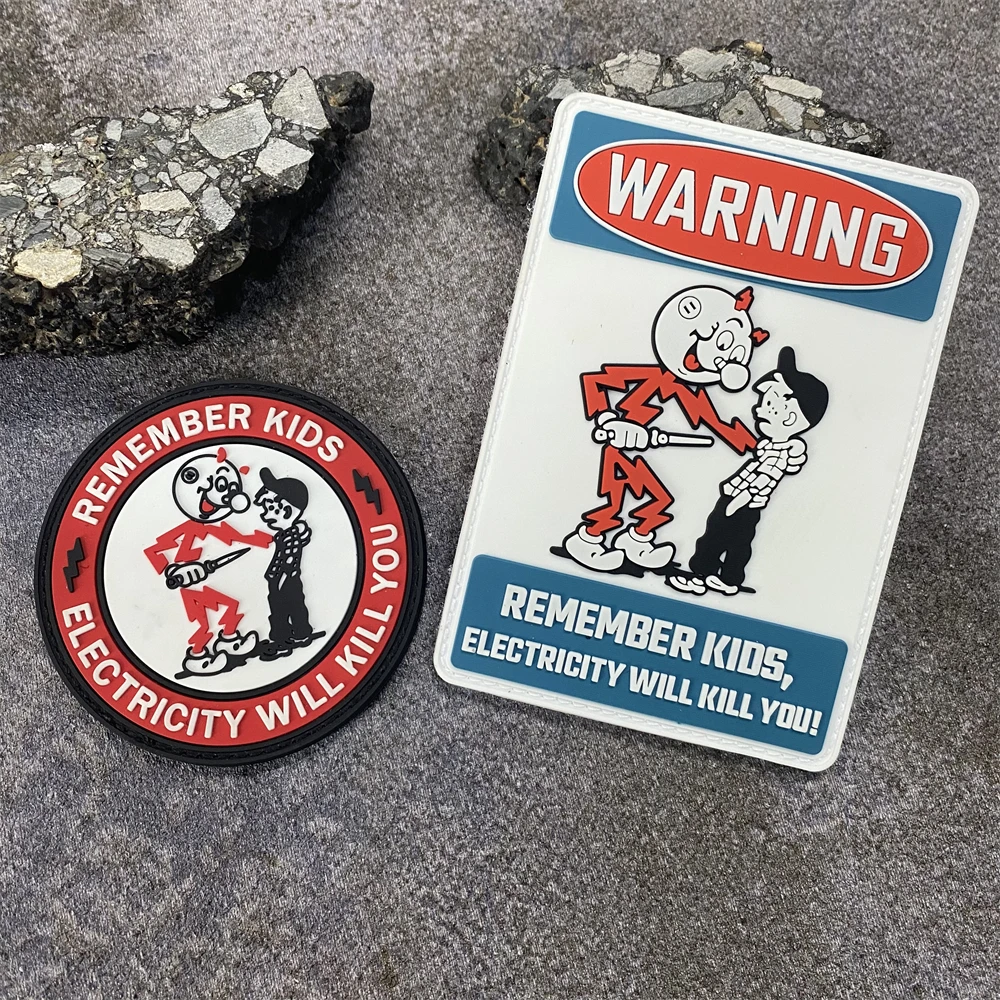 REMEMBER KIDS
ELECTRICITY WILL KILL YOU
WARNING
REMEMBER KIDS,
ELECTRICITY WILL KILL YOU!